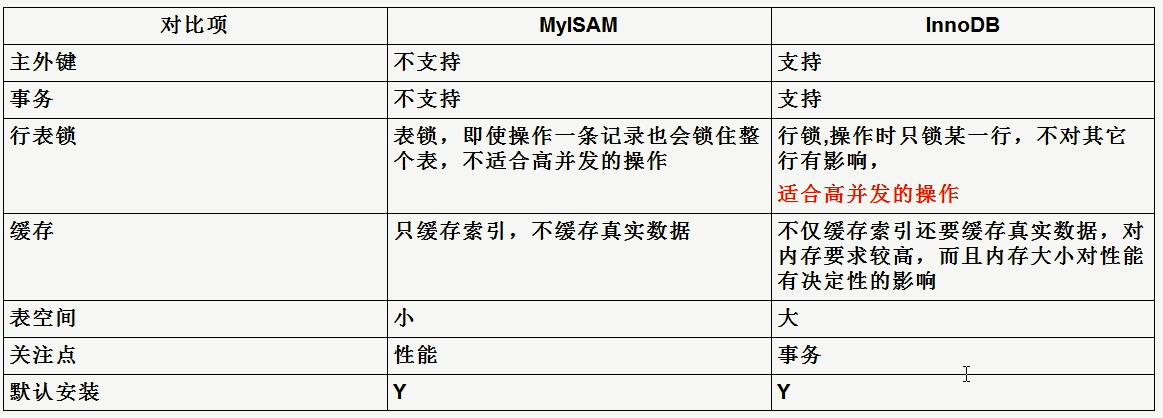 对比项 MyISAM InnoDB
主外键 不支持 支持
事务 不支持 支持
行表锁 表锁，即使操作一条记录也会锁住整 行锁,操作时只锁某一行，不对其它
个表，不适合高并发的操作 行有影响，
适合高并发的操作
缓存 只缓存索引，不缓存真实数据 不仅缓存索引还要缓存真实数据，对
内存要求较高，而且内存大小对性能
有决定性的影响
表空间 小 大
关注点 性能 事务
默认安装 Y Y